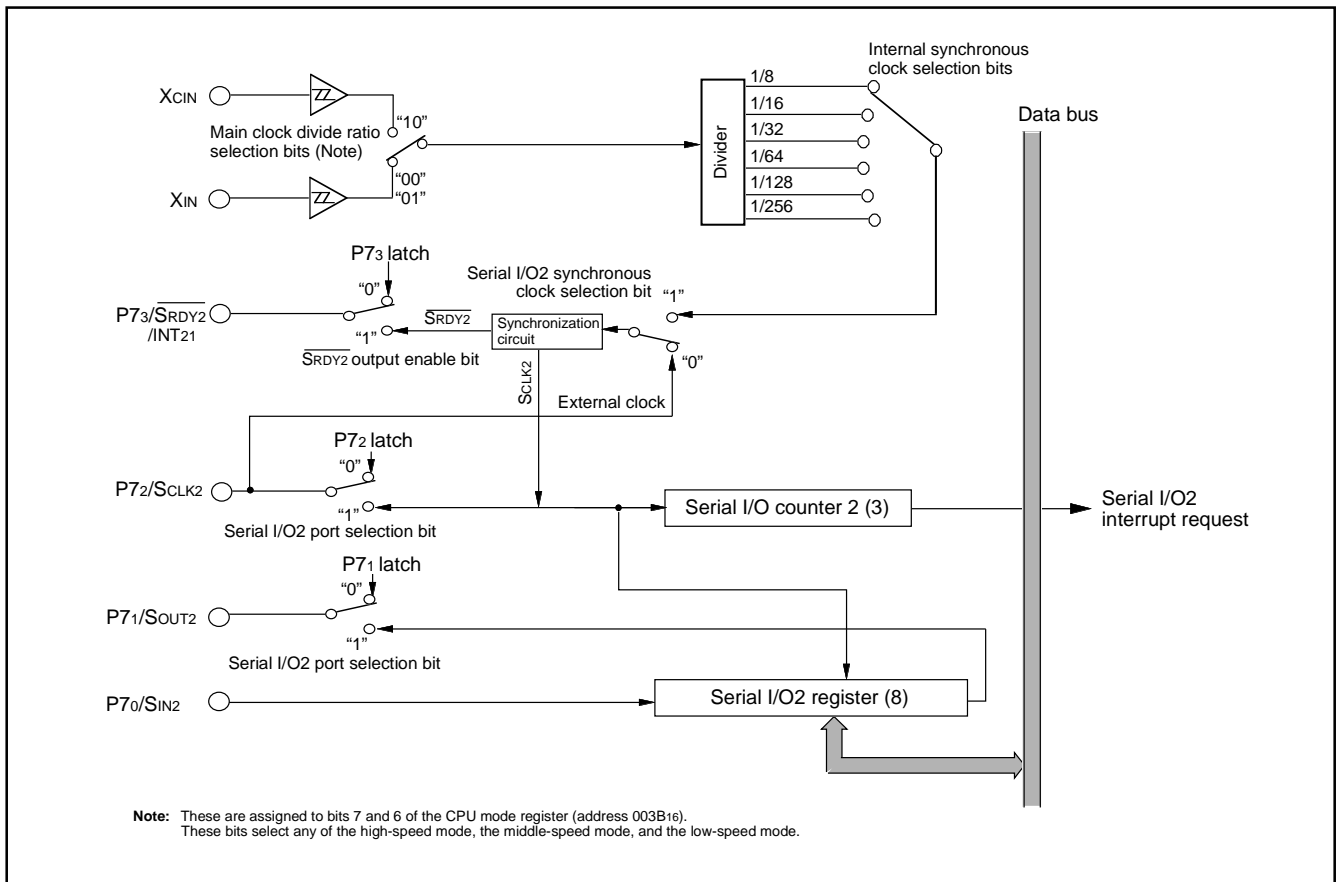 Internal synchronous
clock selection bits
XCIN
"10"
Main clock divide ratio
selection bits (Note)
"00"
"01"
XIN
Divider
1/8
1/16
1/32
1/64
1/128
1/256
Data bus
P73 latch
"0"
P73/SRDY2
/INT21
"1"
SRDY2
SRDY2 output enable bit
Serial I/O2 synchronous
clock selection bit
"1"
Synchronization
circuit
"0"
SCLK2
External clock
P72 latch
"0"
P72/SCLK2
"1"
Serial I/O2 port selection bit
Serial I/O counter 2 (3)
Serial I/O2
interrupt request
P71 latch
"0"
P71/SOUT2
"1"
Serial I/O2 port selection bit
P70/SIN2
Serial I/O2 register (8)
Note: These are assigned to bits 7 and 6 of the CPU mode register (address 003B16).
These bits select any of the high-speed mode, the middle-speed mode, and the low-speed mode.